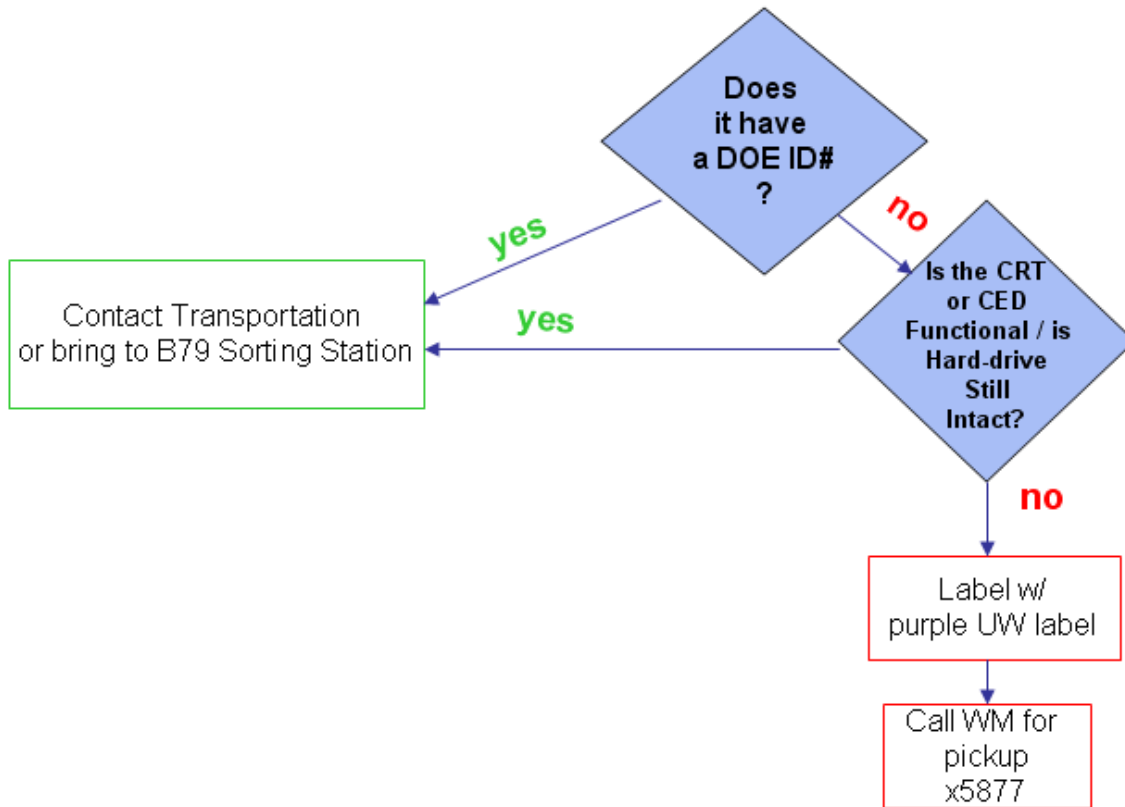 Does
it have
a DOE ID#
?
yes
no
Contact Transportation
or bring to B79 Sorting Station
yes
Is the CRT
or CED
Functional / is
Hard-drive
Still
Intact?
no
Label w/
purple UW label
Call WM for
pickup
x5877